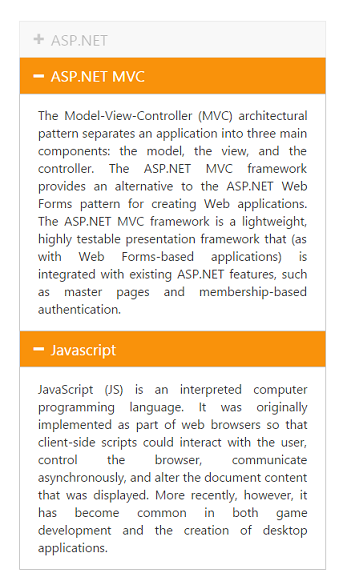 ASP.NET
ASP.NET MVC
The Model-View-Controller (MVC) architectural
pattern separates an application into three main
components: the model, the view, and the
controller. The ASP.NET MVC framework
provides an alternative to the ASP.NET Web
Forms pattern for creating Web applications.
The ASP.NET MVC framework is a lightweight,
highly testable presentation framework that (as
with Web Forms-based applications) is
integrated with existing ASP.NET features, such
as master pages and membership-based
authentication.
Javascript
JavaScript (JS) is an interpreted computer
programming language. It was originally
implemented as part of web browsers so that
client-side scripts could interact with the user,
control the browser, communicate
asynchronously, and alter the document content
that was displayed. More recently, however, it
has become common in both game
development and the creation of desktop
applications.